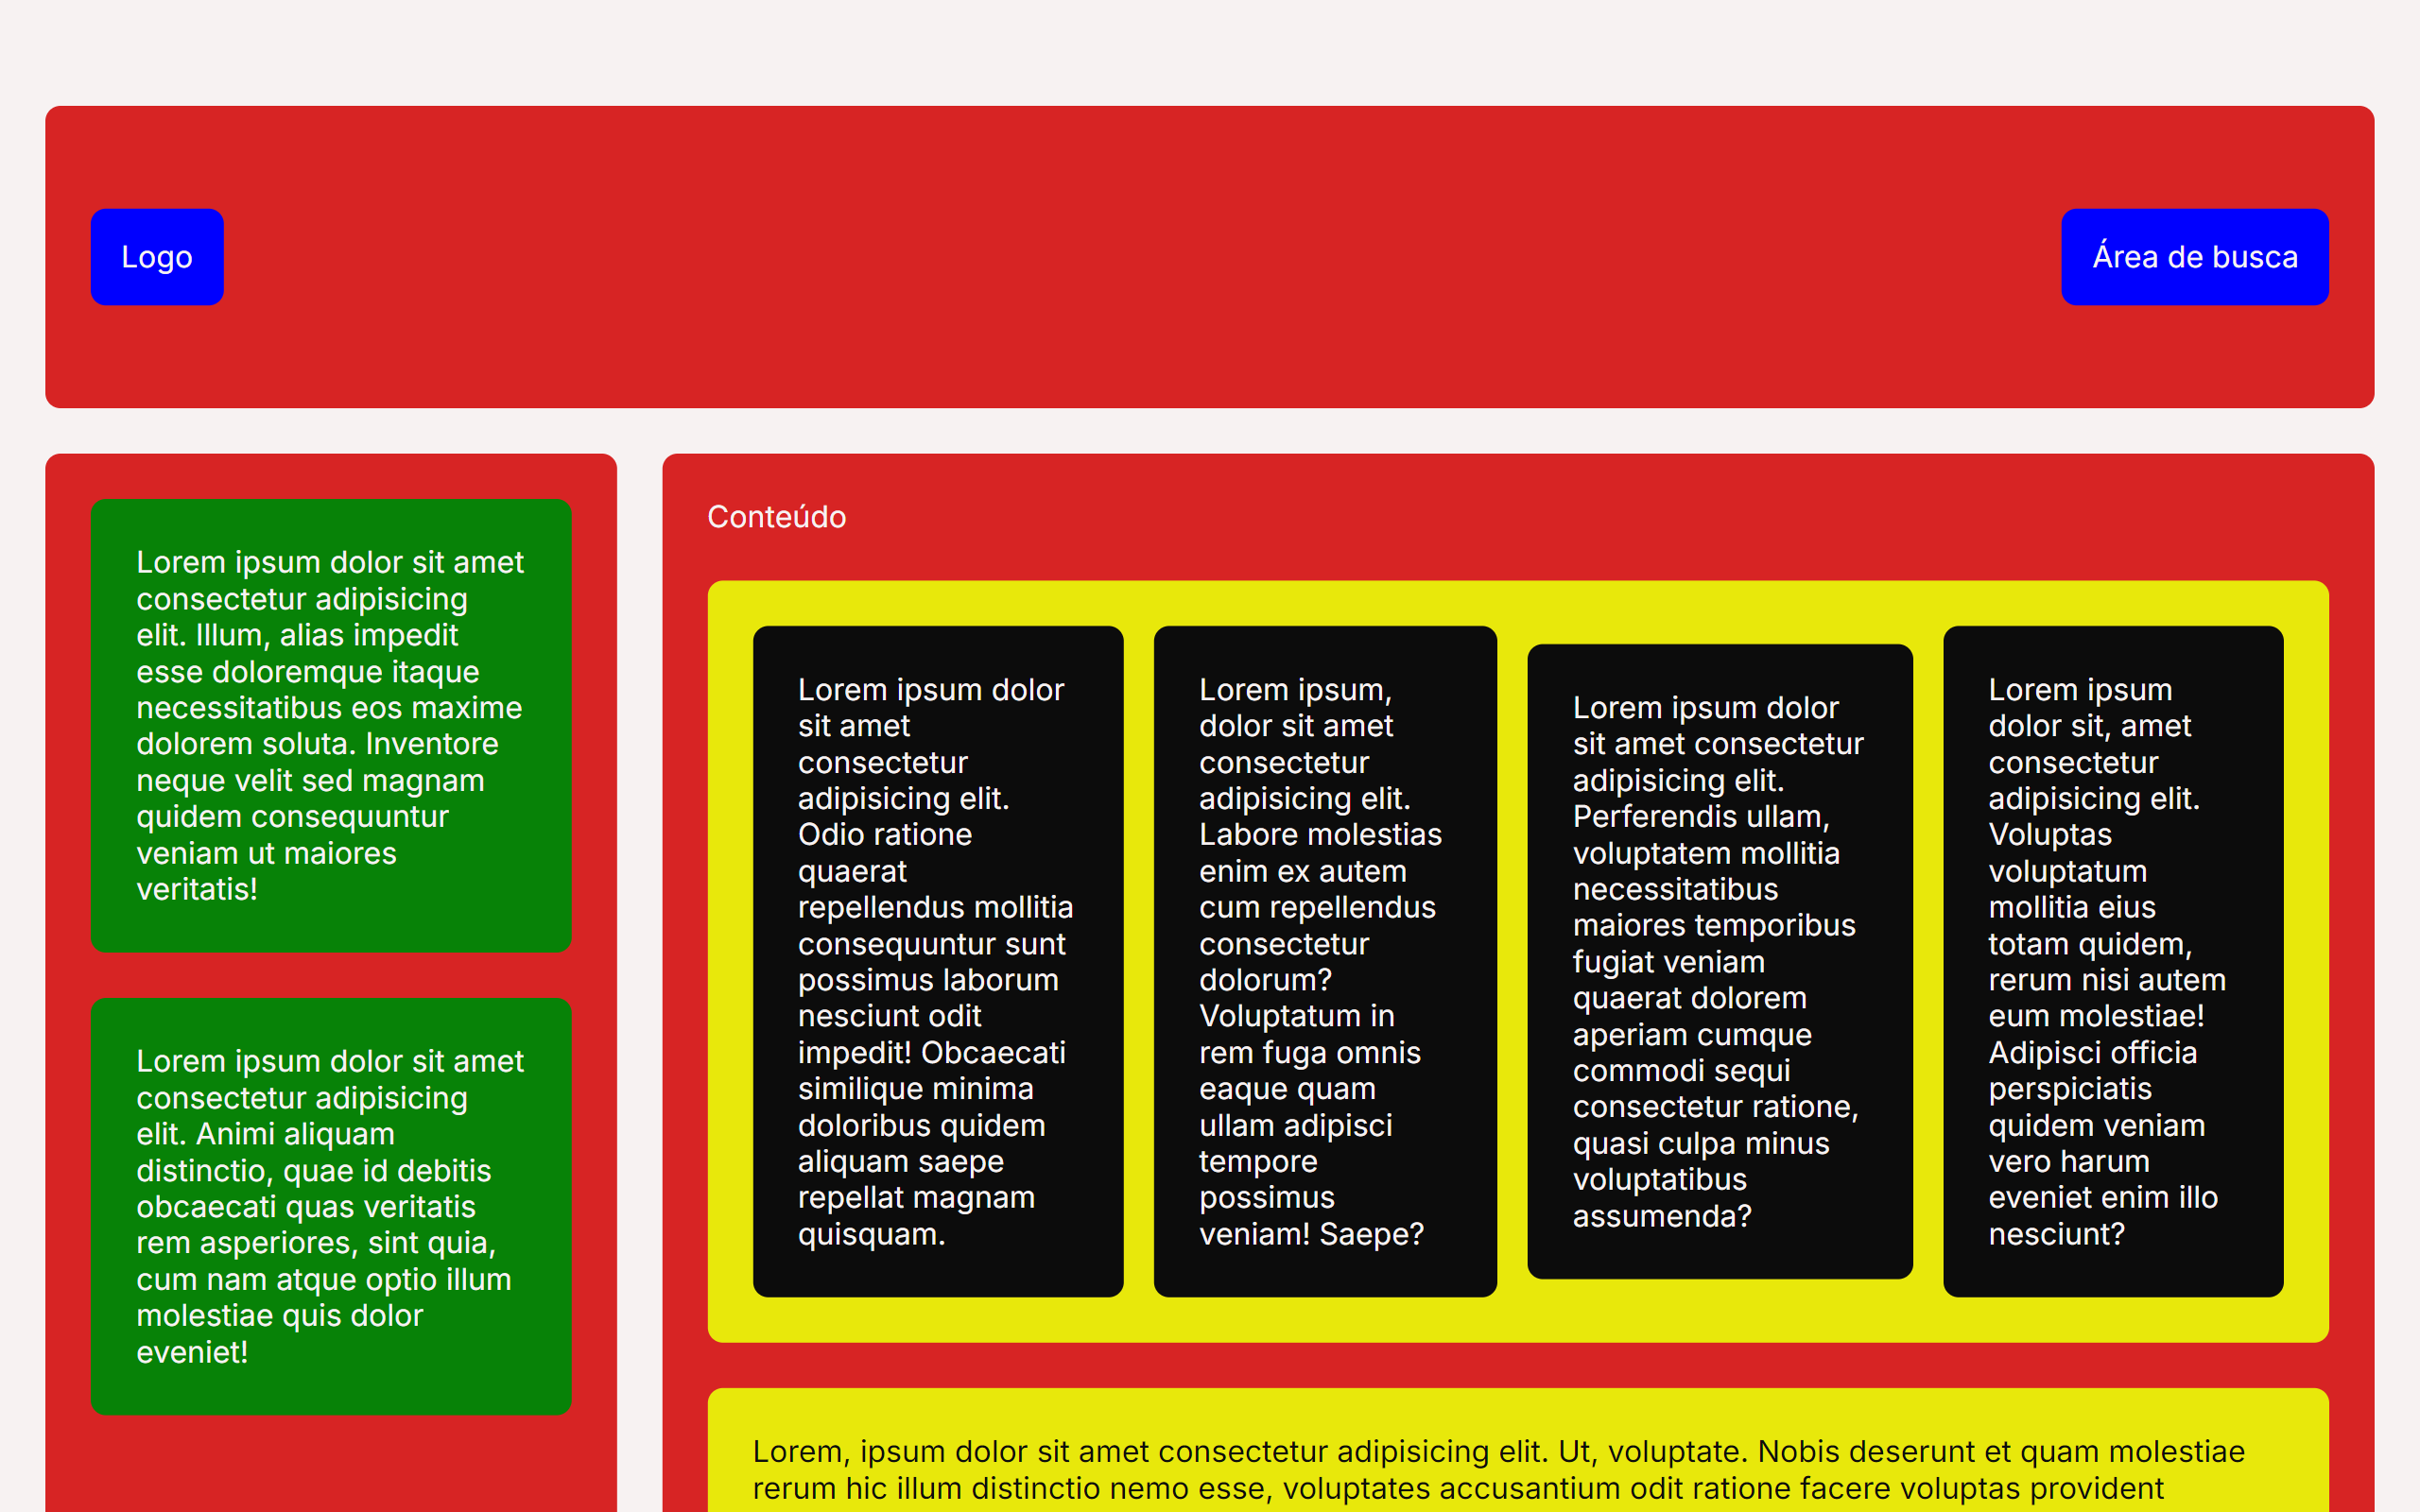 Logo
Área de busca
Lorem ipsum dolor sit amet
consectetur adipisicing
elit. Illum, alias impedit
esse doloremque itaque
necessitatibus eos maxime
dolorem soluta. Inventore
neque velit sed magnam
quidem consequuntur
veniam ut maiores
veritatis!
Lorem ipsum dolor sit amet
consectetur adipisicing
elit. Animi aliquam
distinctio, quae id debitis
obcaecati quas veritatis
rem asperiores, sint quia,
cum nam atque optio illum
molestiae quis dolor
eveniet!
Conteúdo
Lorem ipsum dolor
sit amet
consectetur
adipisicing elit.
Odio ratione
quaerat
repellendus mollitia
consequuntur sunt
possimus laborum
nesciunt odit
impedit! Obcaecati
similique minima
doloribus quidem
aliquam saepe
repellat magnam
quisquam.
Lorem ipsum,
dolor sit amet
consectetur
adipisicing elit.
Labore molestias
enim ex autem
cum repellendus
consectetur
dolorum?
Voluptatum in
rem fuga omnis
eaque quam
ullam adipisci
tempore
possimus
veniam! Saepe?
Lorem ipsum dolor
sit amet consectetur
adipisicing elit.
Perferendis ullam,
voluptatem mollitia
necessitatibus
maiores temporibus
fugiat veniam
quaerat dolorem
aperiam cumque
commodi sequi
consectetur ratione,
quasi culpa minus
voluptatibus
assumenda?
Lorem ipsum
dolor sit, amet
consectetur
adipisicing elit.
Voluptas
voluptatum
mollitia eius
totam quidem,
rerum nisi autem
eum molestiae!
Adipisci officia
perspiciatis
quidem veniam
vero harum
eveniet enim illo
nesciunt?
Lorem, ipsum dolor sit amet consectetur adipisicing elit. Ut, voluptate. Nobis deserunt et quam molestiae
rerum hic illum distinctio nemo esse, voluptates accusantium odit ratione facere voluptas provident